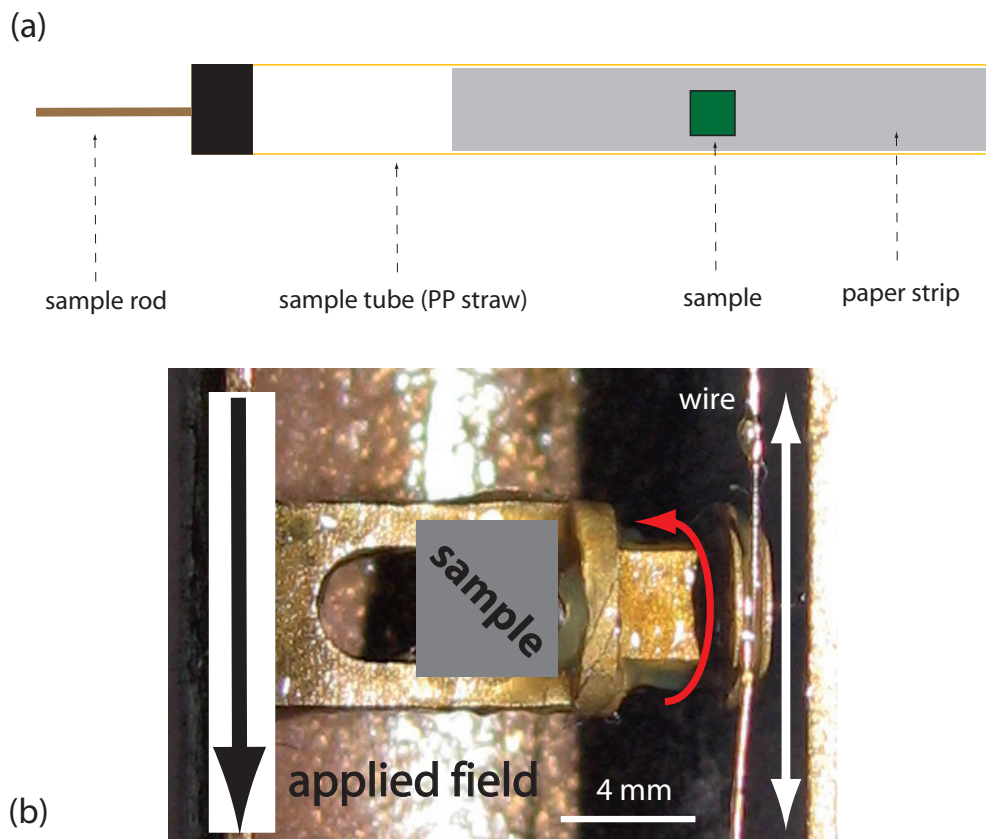 (a)
sample rod
sample tube (PP straw)
sample
paper strip
wire
sample
applied field
4 mm
(b)